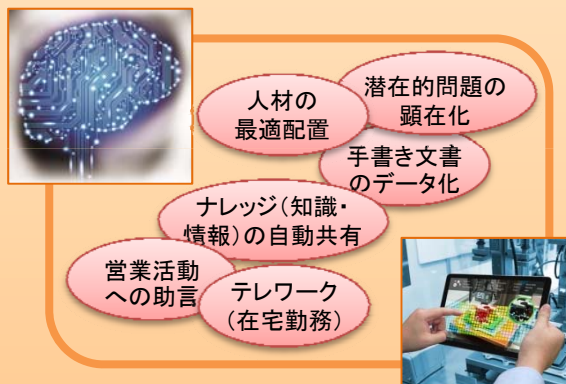 人材の
最適配置
潜在的問題の
顕在化
手書き文書
のデータ化
ナレッジ(知識・
情報)の自動共有
営業活動
への助言
テレワーク
(在宅勤務)